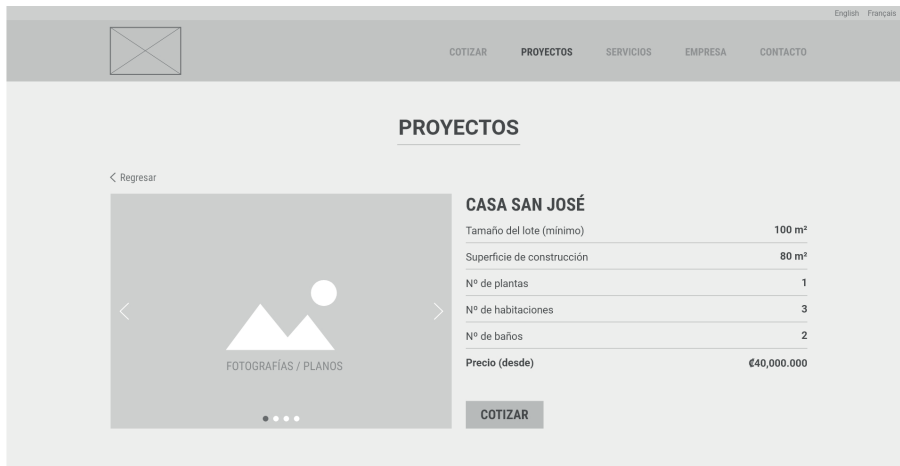 English Français
COTIZAR PROYECTOS SERVICIOS EMPRESA CONTACTO
PROYECTOS
Regresar
FOTOGRAFÍAS / PLANOS
CASA SAN JOSÉ
Tamaño del lote (mínimo) 100 m²
Superficie de construcción 80 m²
Nº de plantas 1
Nº de habitaciones 3
Nº de baños 2
Precio (desde) ₡40,000.000
COTIZAR